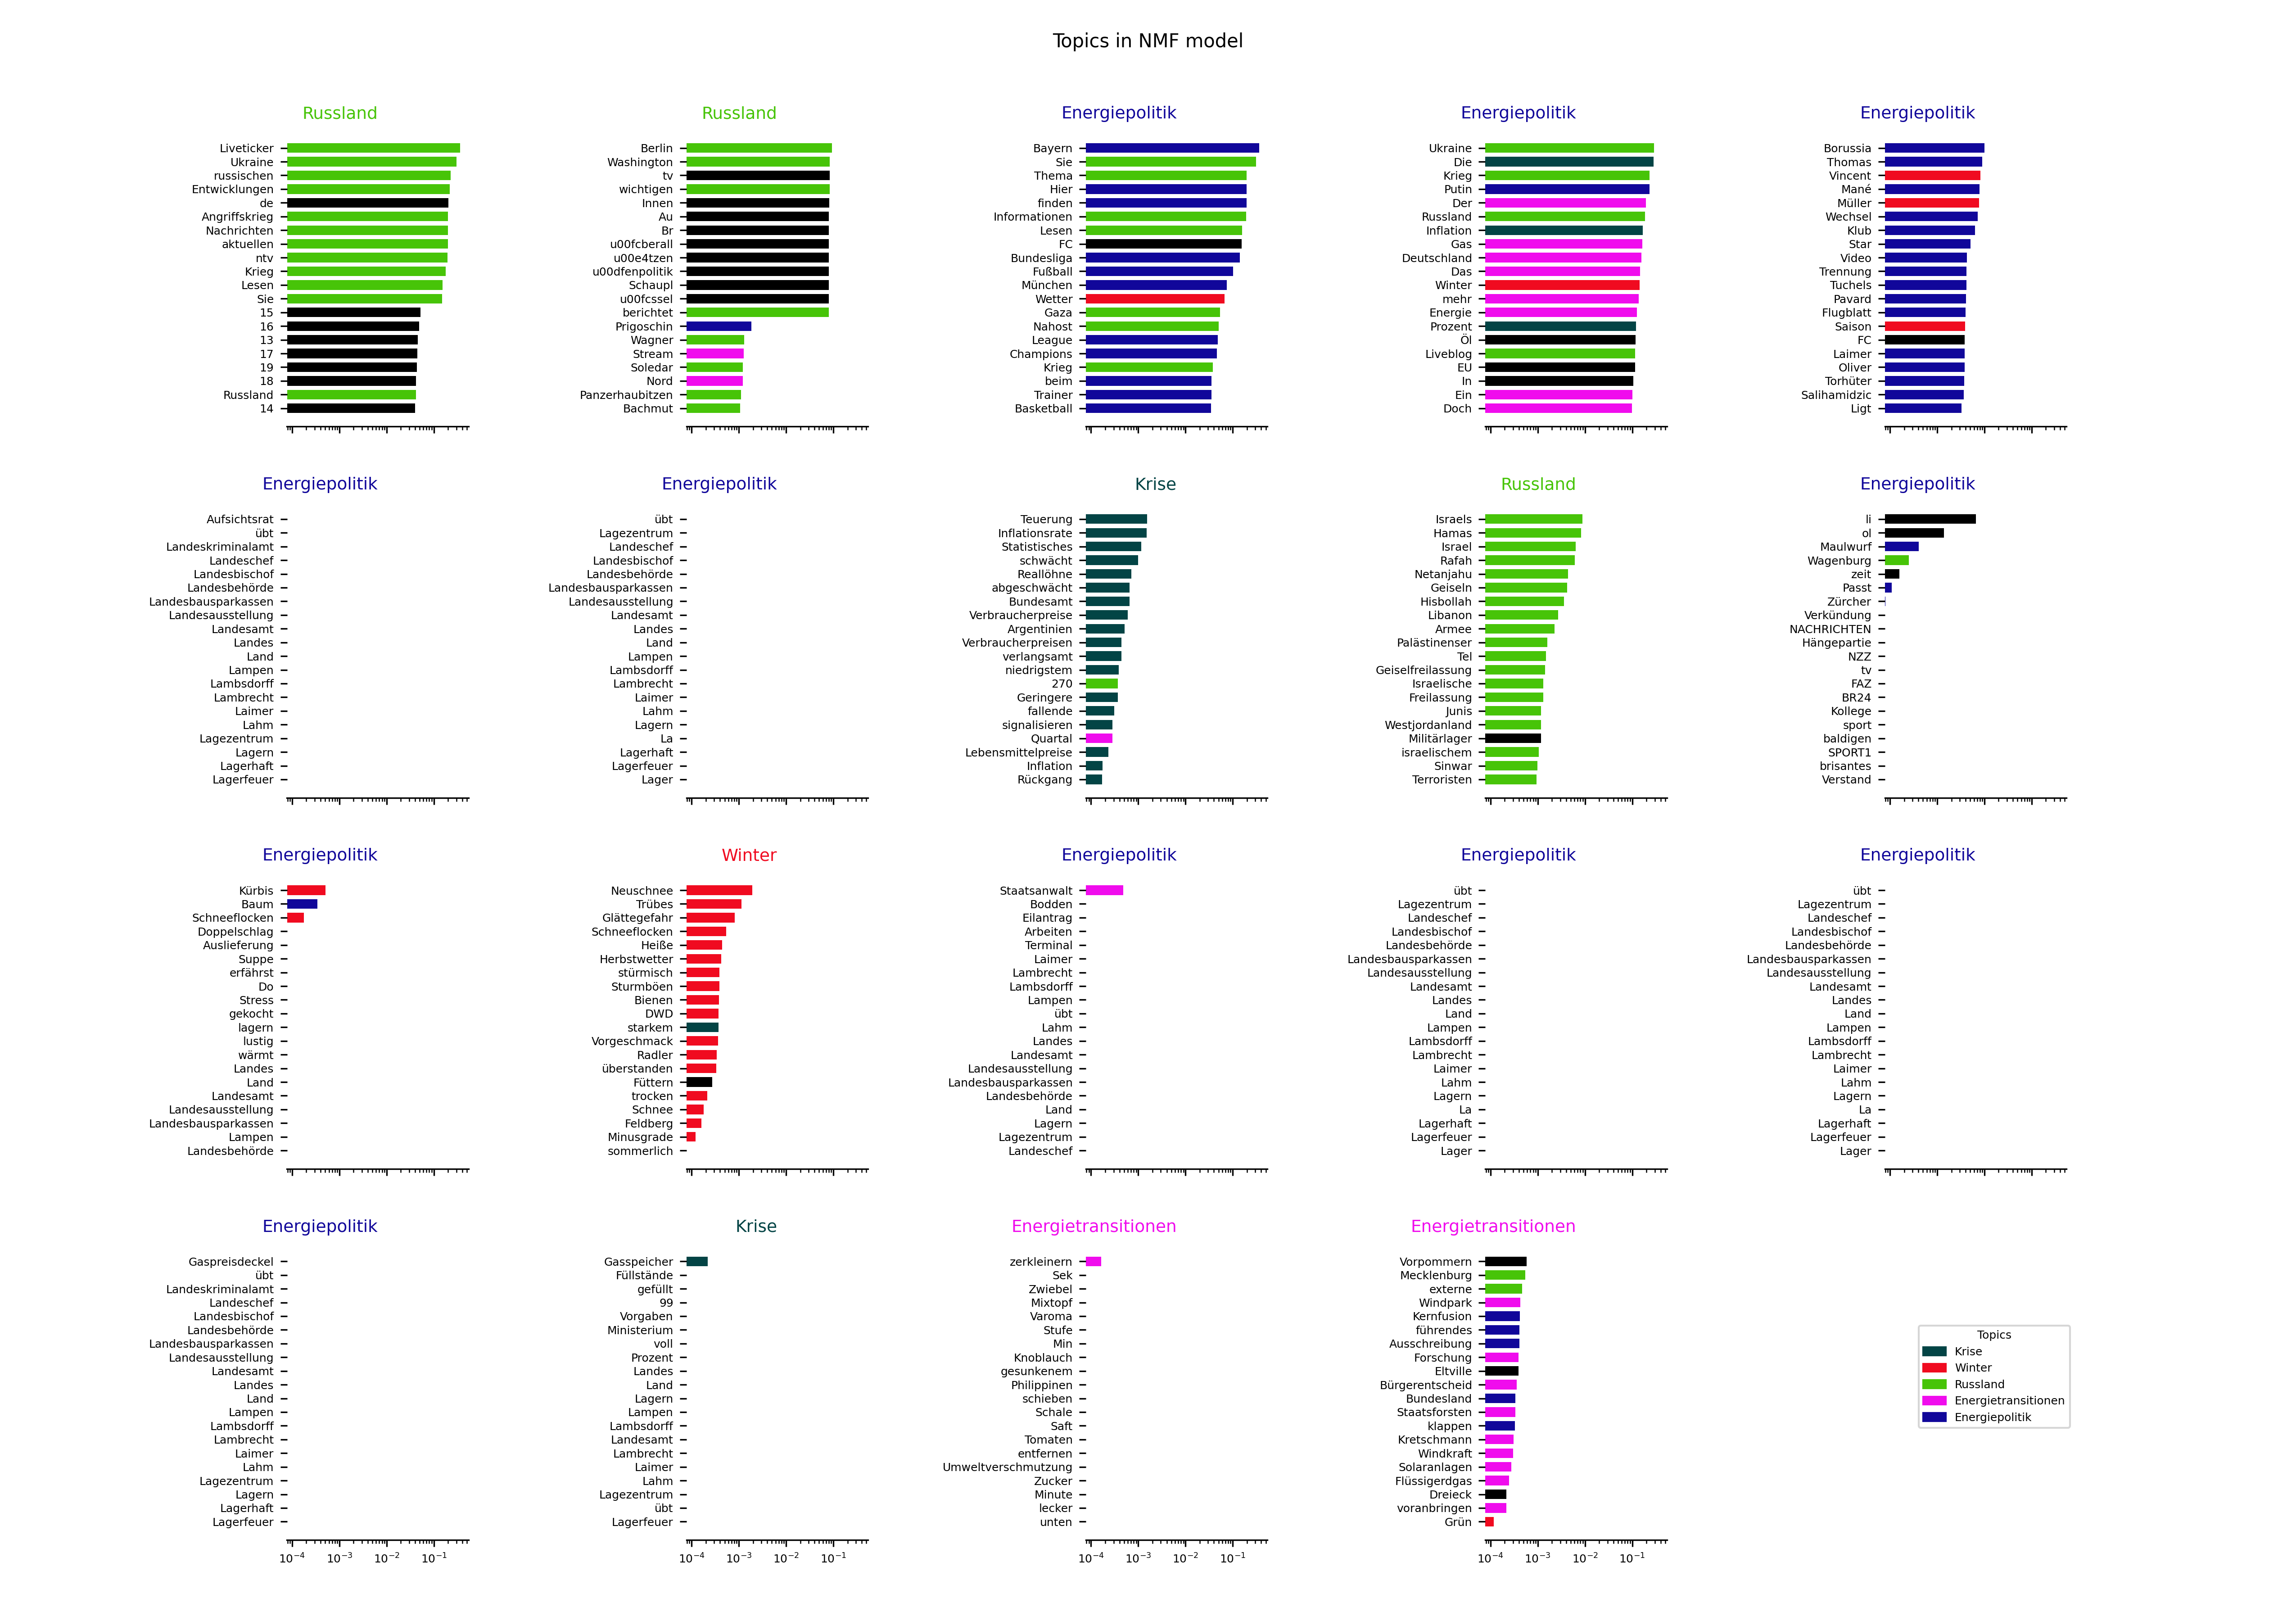 Topics in NMF model
Russland
Liveticker
Ukraine
russischen
Entwicklungen
de
Angriffskrieg
Nachrichten
aktuellen
ntv
Krieg
Lesen
Sie
15
16
13
17
19
18
Russland
14
Russland
Berlin
Washington
tv
wichtigen
Innen
Au
Br
u00fcberall
u00e4tzen
u00dfenpolitik
Schaupl
u00fcssel
berichtet
Prigoschin
Wagner
Stream
Soledar
Nord
Panzerhaubitzen
Bachmut
Energiepolitik
Bayern
Sie
Thema
Hier
finden
Informationen
Lesen
FC
Bundesliga
Fußball
München
Wetter
Gaza
Nahost
League
Champions
Krieg
beim
Trainer
Basketball
Energiepolitik
Ukraine
Die
Krieg
Putin
Der
Russland
Inflation
Gas
Deutschland
Das
Winter
mehr
Energie
Prozent
Öl
Liveblog
EU
In
Ein
Doch
Energiepolitik
Borussia
Thomas
Vincent
Mané
Müller
Wechsel
Klub
Star
Video
Trennung
Tuchels
Pavard
Flugblatt
Saison
FC
Laimer
Oliver
Torhüter
Salihamidzic
Ligt
Energiepolitik
Aufsichtsrat
übt
Landeskriminalamt
Landeschef
Landesbischof
Landesbehörde
Landesbausparkassen
Landesausstellung
Landesamt
Landes
Land
Lampen
Lambsdorff
Lambrecht
Laimer
Lahm
Lagezentrum
Lagern
Lagerhaft
Lagerfeuer
Energiepolitik
übt
Lagezentrum
Landeschef
Landesbischof
Landesbehörde
Landesbausparkassen
Landesausstellung
Landesamt
Landes
Land
Lampen
Lambsdorff
Lambrecht
Laimer
Lahm
Lagern
La
Lagerhaft
Lagerfeuer
Lager
Krise
Teuerung
Inflationsrate
Statistisches
schwächt
Reallöhne
abgeschwächt
Bundesamt
Verbraucherpreise
Argentinien
Verbraucherpreisen
verlangsamt
niedrigstem
270
Geringere
fallende
signalisieren
Quartal
Lebensmittelpreise
Inflation
Rückgang
Russland
Israels
Hamas
Israel
Rafah
Netanjahu
Geiseln
Hisbollah
Libanon
Armee
Palästinenser
Tel
Geiselfreilassung
Israelische
Freilassung
Junis
Westjordanland
Militärlager
israelischem
Sinwar
Terroristen
Energiepolitik
li
ol
Maulwurf
Wagenburg
zeit
Passt
Zürcher
Verkündung
NACHRICHTEN
Hängepartie
NZZ
tv
FAZ
BR24
Kollege
sport
baldigen
SPORT1
brisantes
Verstand
Energiepolitik
Kürbis
Baum
Schneeflocken
Doppelschlag
Auslieferung
Suppe
erfährst
Do
Stress
gekocht
lagern
lustig
wärmt
Landes
Land
Landesamt
Landesausstellung
Landesbausparkassen
Lampen
Landesbehörde
Winter
Neuschnee
Trübes
Glättegefahr
Schneeflocken
Heiße
Herbstwetter
stürmisch
Sturmböen
Bienen
DWD
starkem
Vorgeschmack
Radler
überstanden
Füttern
trocken
Schnee
Feldberg
Minusgrade
sommerlich
Energiepolitik
Staatsanwalt
Bodden
Eilantrag
Arbeiten
Terminal
Laimer
Lambrecht
Lambsdorff
Lampen
übt
Lahm
Landes
Landesamt
Landesausstellung
Landesbausparkassen
Landesbehörde
Land
Lagern
Lagezentrum
Landeschef
Energiepolitik
übt
Lagezentrum
Landeschef
Landesbischof
Landesbehörde
Landesbausparkassen
Landesausstellung
Landesamt
Landes
Land
Lampen
Lambsdorff
Lambrecht
Laimer
Lahm
Lagern
La
Lagerhaft
Lagerfeuer
Lager
Energiepolitik
übt
Lagezentrum
Landeschef
Landesbischof
Landesbehörde
Landesbausparkassen
Landesausstellung
Landesamt
Landes
Land
Lampen
Lambsdorff
Lambrecht
Laimer
Lahm
Lagern
La
Lagerhaft
Lagerfeuer
Lager
Energiepolitik
Gaspreisdeckel
übt
Landeskriminalamt
Landeschef
Landesbischof
Landesbehörde
Landesbausparkassen
Landesausstellung
Landesamt
Landes
Land
Lampen
Lambsdorff
Lambrecht
Laimer
Lahm
Lagezentrum
Lagern
Lagerhaft
Lagerfeuer
10⁻⁴ 10⁻³ 10⁻² 10⁻¹
Krise
Gasspeicher
Füllstände
gefüllt
99
Vorgaben
Ministerium
voll
Prozent
Landes
Land
Lagern
Lampen
Lambsdorff
Landesamt
Lambrecht
Laimer
Lahm
Lagezentrum
übt
Lagerfeuer
10⁻⁴ 10⁻³ 10⁻² 10⁻¹
Energietransitionen
zerkleinern
Sek
Zwiebel
Mixtopf
Varoma
Stufe
Min
Knoblauch
gesunkenem
Philippinen
schieben
Schale
Saft
Tomaten
entfernen
Umweltverschmutzung
Zucker
Minute
lecker
unten
10⁻⁴ 10⁻³ 10⁻² 10⁻¹
Energietransitionen
Vorpommern
Mecklenburg
externe
Windpark
Kernfusion
führendes
Ausschreibung
Forschung
Eltville
Bürgerentscheid
Bundesland
Staatsforsten
klappen
Kretschmann
Windkraft
Solaranlagen
Flüssigerdgas
Dreieck
voranbringen
Grün
10⁻⁴ 10⁻³ 10⁻² 10⁻¹
Topics
Krise
Winter
Russland
Energietransitionen
Energiepolitik